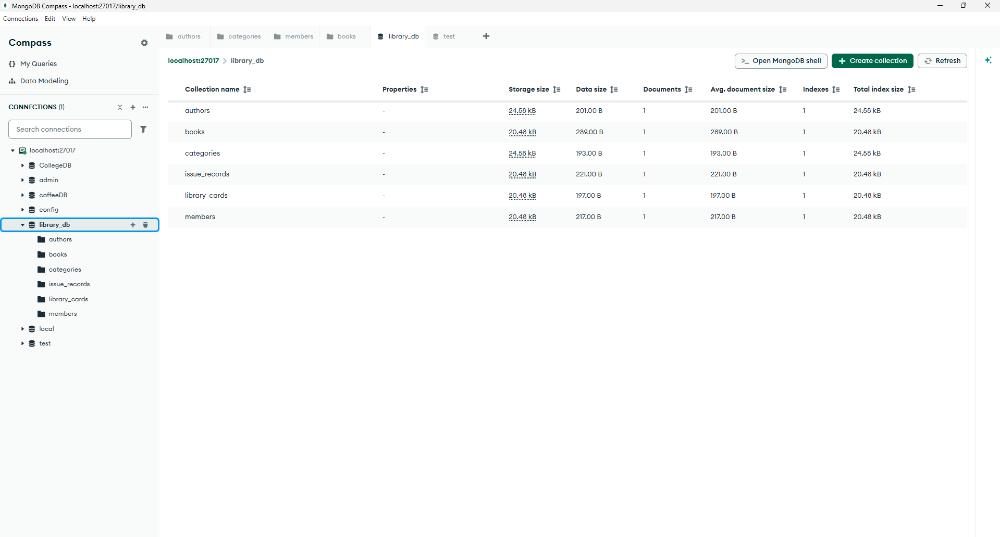 MongoDB Compass - localhost:27017/library_db
Connections Edit View Help
Compass
My Queries
Data Modeling
CONNECTIONS (1)
Search connections
localhost:27017
CollegeDB
admin
coffeeDB
config
library_db
authors
books
categories
issue_records
library_cards
members
local
test
authors categories members books library_db test
localhost:27017 library_db
Open MongoDB shell Create collection Refresh
Collection name Properties Storage size Data size Documents Avg. document size Indexes Total index size
authors - 24.58 kB 201.00 B 1 201.00 B 1 24.58 kB
books - 20.48 kB 289.00 B 1 289.00 B 1 20.48 kB
categories - 24.58 kB 193.00 B 1 193.00 B 1 24.58 kB
issue_records - 20.48 kB 221.00 B 1 221.00 B 1 20.48 kB
library_cards - 20.48 kB 197.00 B 1 197.00 B 1 20.48 kB
members - 20.48 kB 217.00 B 1 217.00 B 1 20.48 kB